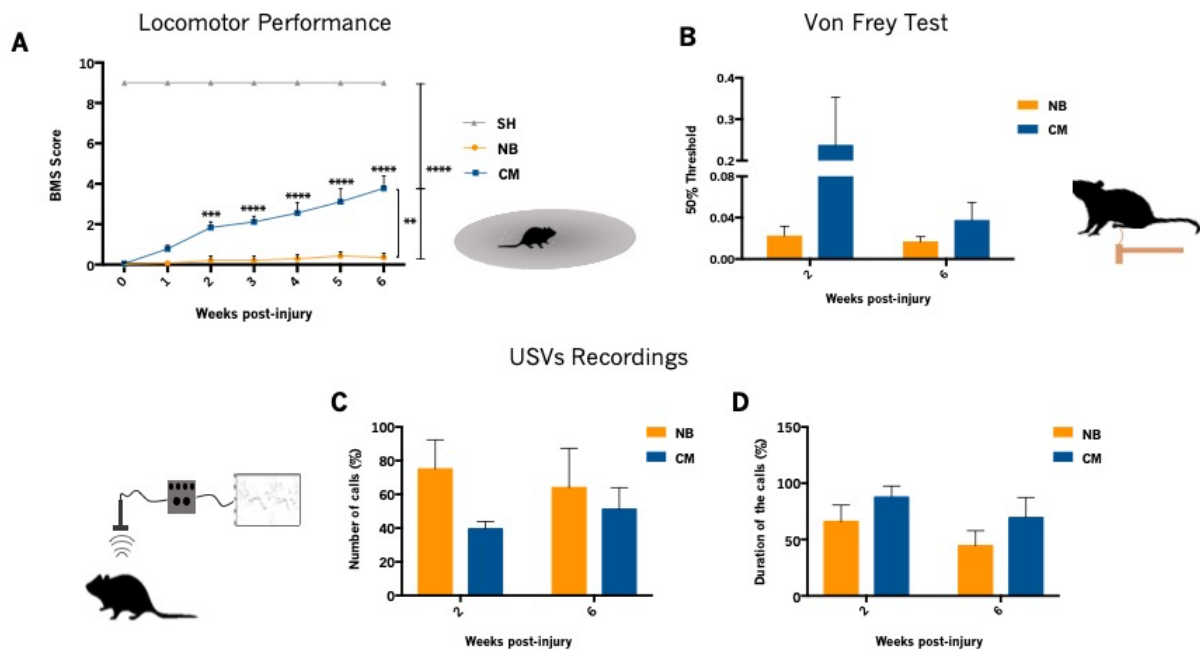 Locomotor Performance
A
BMS Score
10
8
6
4
2
0
0 1 2 3 4 5 6
Weeks post-injury
*** **** **** **** ****
**
****
SH
NB
CM
Von Frey Test
B
50% Threshold
0.4
0.3
0.2
0.08
0.04
0.00
2 6
Weeks post-injury
NB
CM
USVs Recordings
C
Number of calls (%)
100
80
60
40
20
0
2 6
Weeks post-injury
NB
CM
D
Duration of the calls (%)
150
100
50
0
2 6
Weeks post-injury
NB
CM